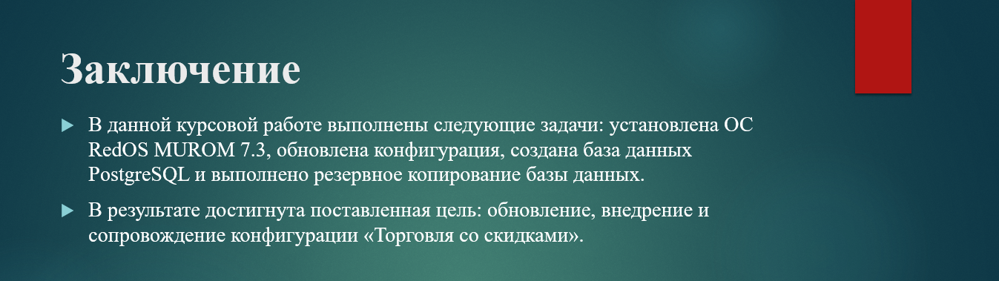 Заключение
В данной курсовой работе выполнены следующие задачи: установлена ОС
RedOS MUROM 7.3, обновлена конфигурация, создана база данных
PostgreSQL и выполнено резервное копирование базы данных.
В результате достигнута поставленная цель: обновление, внедрение и
сопровождение конфигурации «Торговля со скидками».